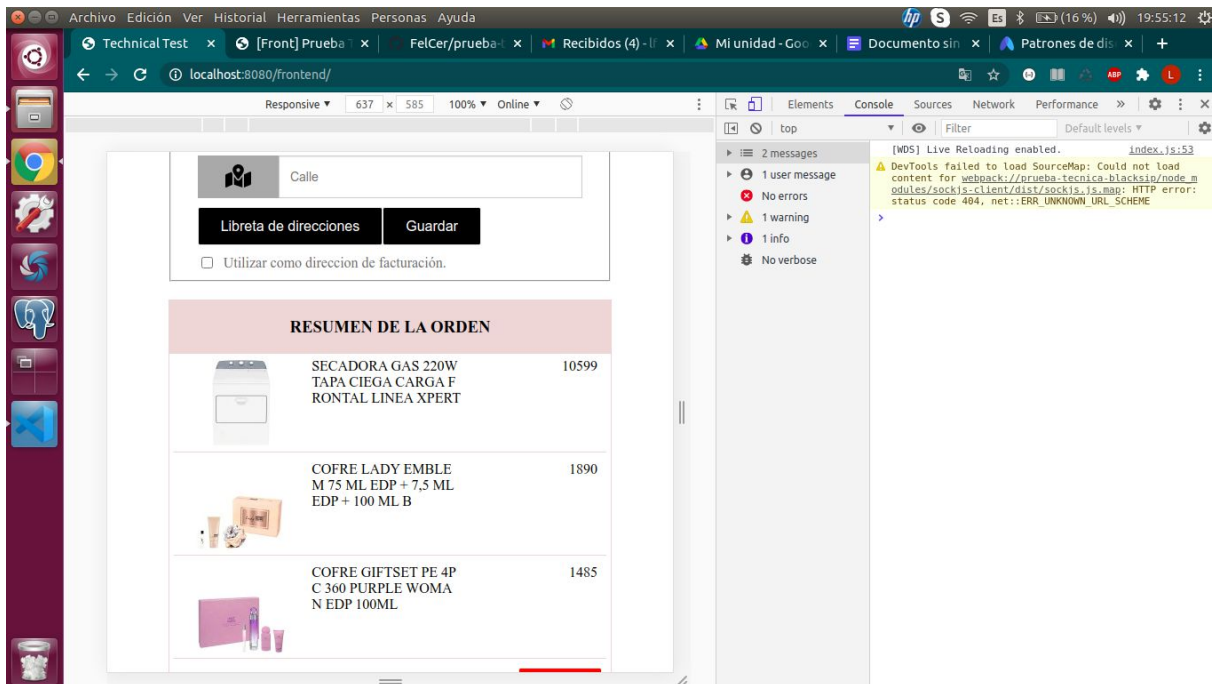 Archivo Edición Ver Historial Herramientas Personas Ayuda
hp S Es (16 %) 19:55:12
Technical Test
[Front] Prueba T
FelCer/prueba-t
Recibidos (4) - l
Mi unidad - Goo
Documento sin
Patrones de dis
localhost:8080/frontend/
ABP
L
Responsive 637 x 585 100% Online
Elements Console Sources Network Performance »
top Filter Default levels
2 messages
1 user message
No errors
1 warning
1 info
No verbose
[WDS] Live Reloading enabled. index.js:53
DevTools failed to load SourceMap: Could not load
content for webpack://prueba-tecnica-blacksip/node_m
odules/sockjs-client/dist/sockjs.js.map: HTTP error:
status code 404, net::ERR_UNKNOWN_URL_SCHEME
Calle
Libreta de direcciones Guardar
Utilizar como direccion de facturación.
RESUMEN DE LA ORDEN
SECADORA GAS 220W 10599
TAPA CIEGA CARGA F
RONTAL LINEA XPERT
COFRE LADY EMBLE 1890
M 75 ML EDP + 7,5 ML
EDP + 100 ML B
COFRE GIFTSET PE 4P 1485
C 360 PURPLE WOMA
N EDP 100ML